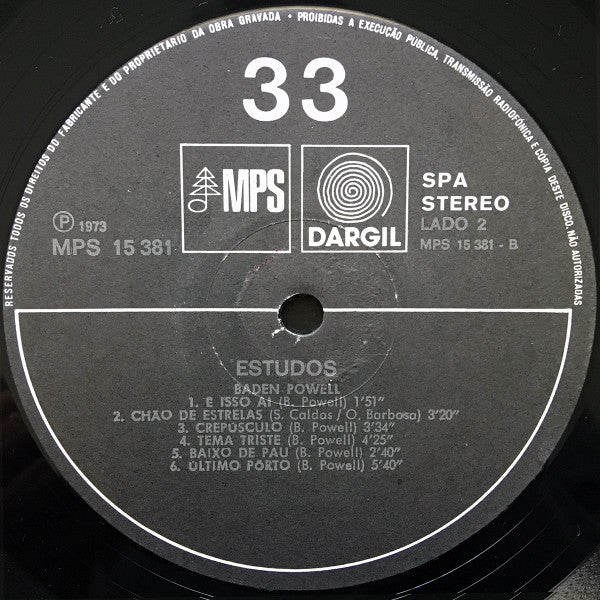 RESERVADOS TODOS OS DIREITOS DO FABRICANTE E DO PROPRIETARIO DA OBRA GRAVADA • PROIBIDAS A EXECUÇÃO PÚBLICA, TRANSMISSÃO RADIOFÓNICA E CÓPIA DESTE DISCO, NÃO AUTORIZADAS
33
MPS
DARGIL
SPA
STEREO
LADO 2
MPS 15 381 - B
Ⓟ 1973
MPS 15 381
ESTUDOS
BADEN POWELL
1. É ISSO AÍ (B. Powell) 1'51"
2. CHÃO DE ESTRELAS (S. Caldas/O. Barbosa) 3'20"
3. CREPÚSCULO (B. Powell) 3'34"
4. TEMA TRISTE (B. Powell) 4'25"
5. BAIXO DE PAU (B. Powell) 2'40"
6. ÚLTIMO PÔRTO (B. Powell) 5'40"